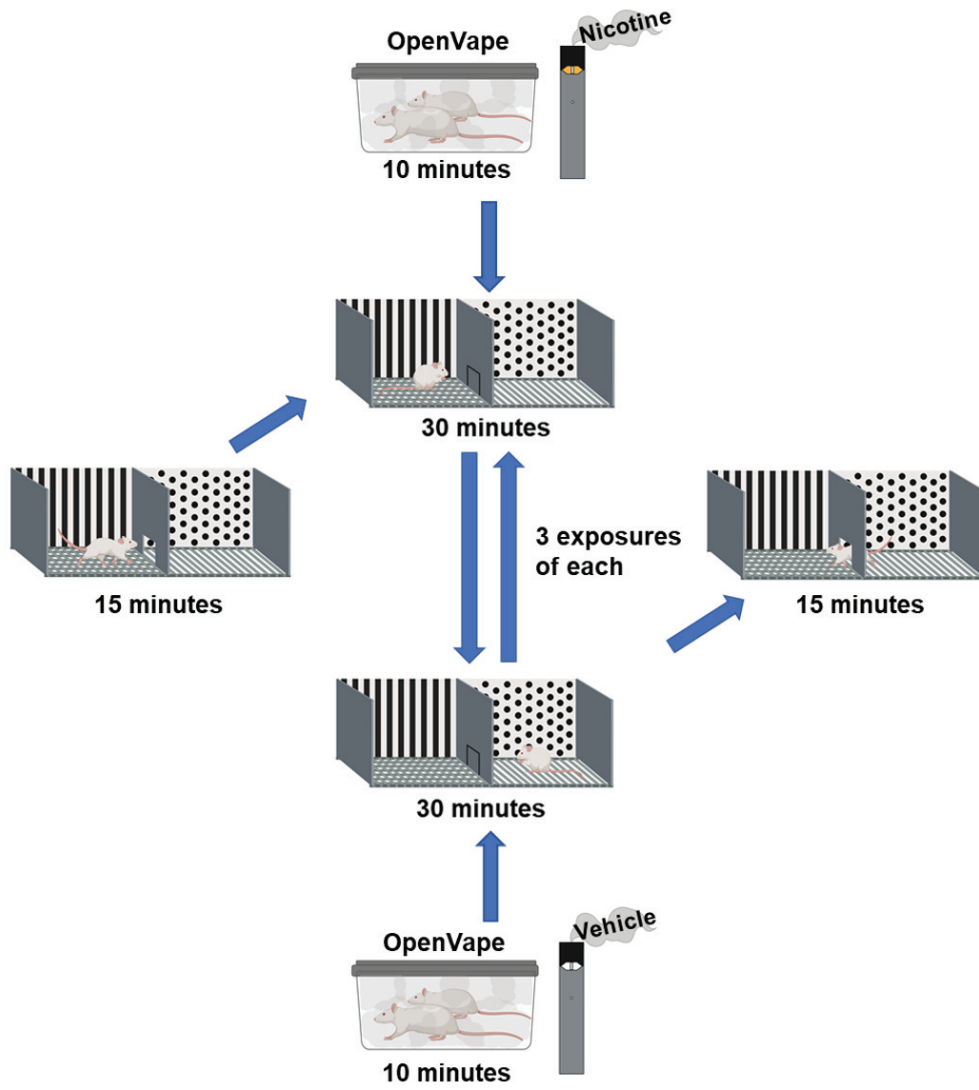 OpenVape
Nicotine
10 minutes
30 minutes
15 minutes
3 exposures
of each
15 minutes
30 minutes
OpenVape
Vehicle
10 minutes